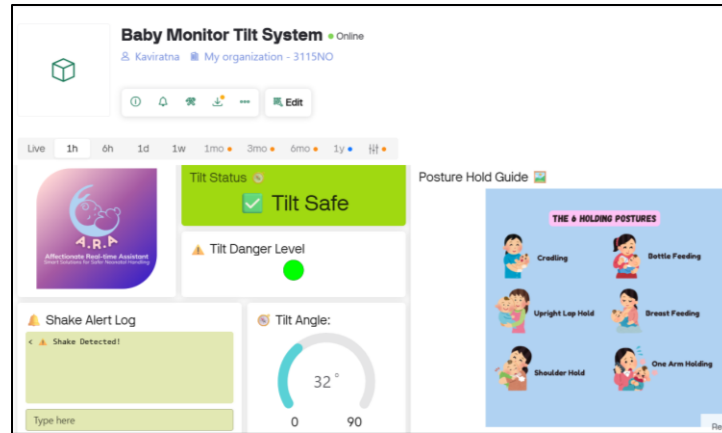 Baby Monitor Tilt System
Online
Kaviratna
My organization - 3115NO
Edit
Live 1h 6h 1d 1w 1mo 3mo 6mo 1y
A.R.A
Affectionate Real-time Assistant
Smart Solutions for Safer Neonatal Handling
Tilt Status
Tilt Safe
Tilt Danger Level
Shake Alert Log
< ⚠ Shake Detected!
Type here
Tilt Angle:
32°
0 90
Posture Hold Guide
THE 6 HOLDING POSTURES
Cradling
Bottle Feeding
Upright Lap Hold
Breast Feeding
Shoulder Hold
One Arm Holding